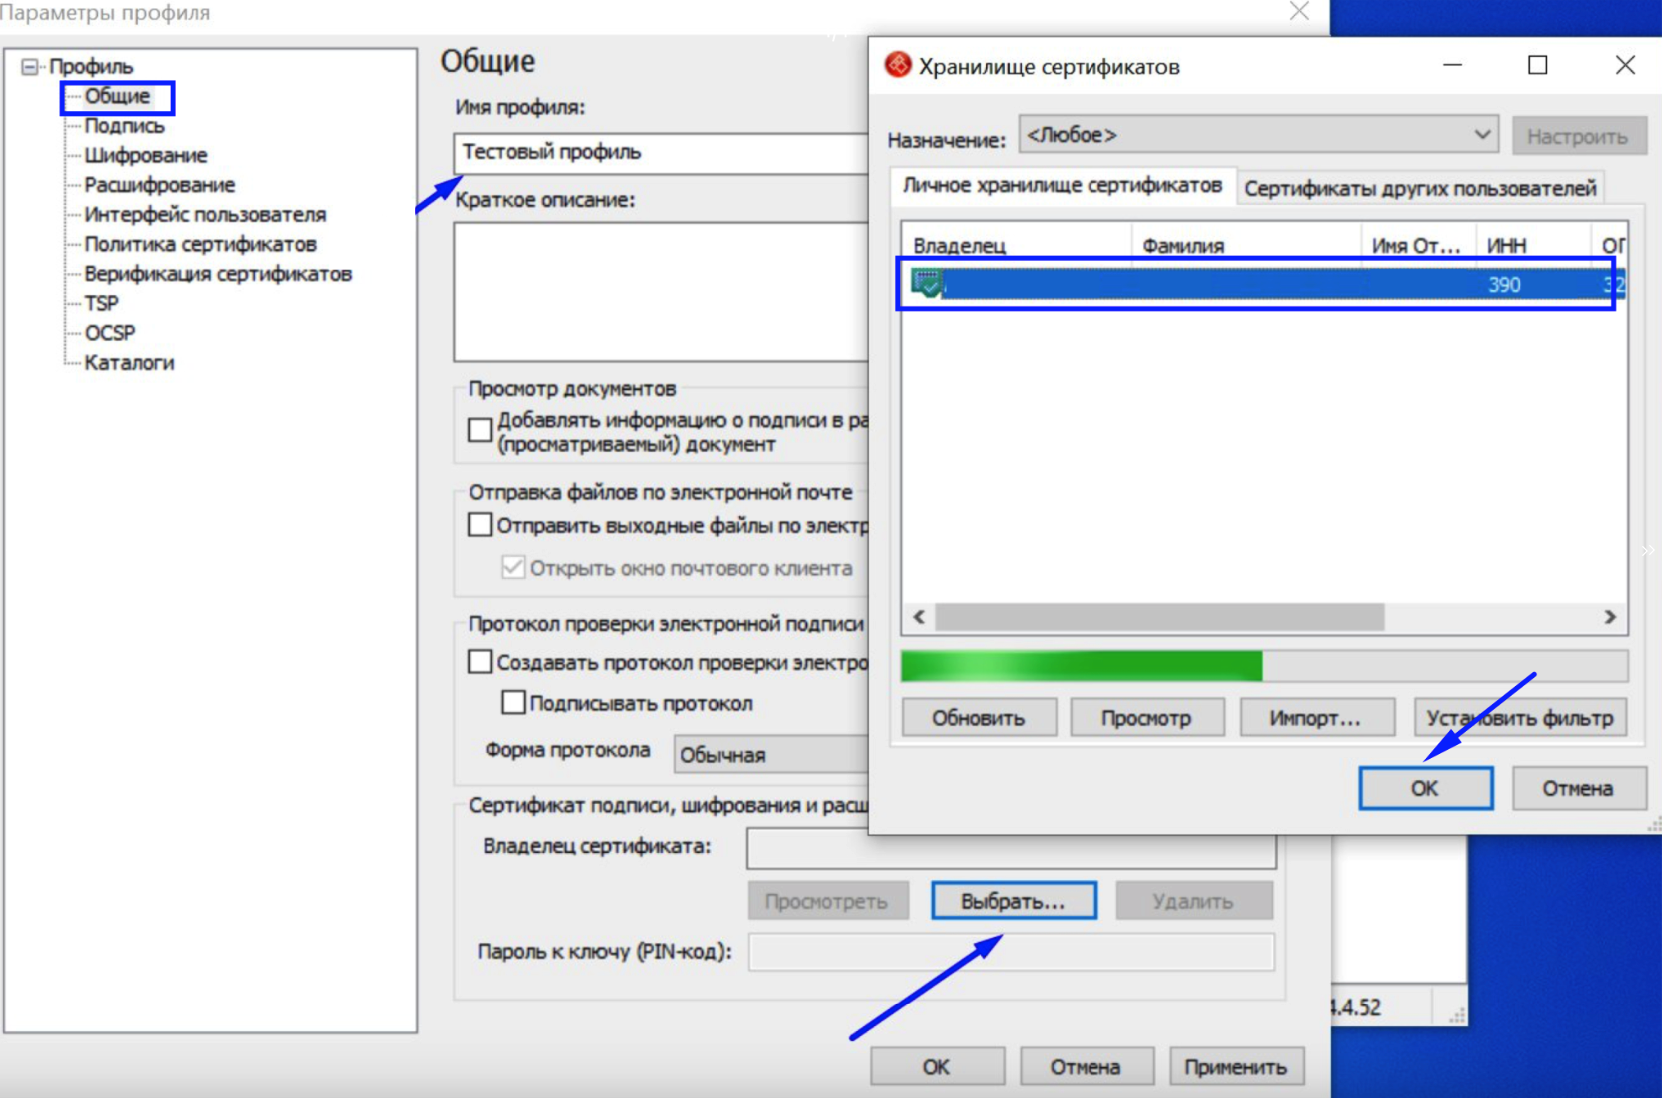 Параметры профиля
Профиль
Общие
Подпись
Шифрование
Расшифрование
Интерфейс пользователя
Политика сертификатов
Верификация сертификатов
TSP
OCSP
Каталоги
Общие
Имя профиля:
Тестовый профиль
Краткое описание:
Просмотр документов
Добавлять информацию о подписи в ра
(просматриваемый) документ
Отправка файлов по электронной почте
Отправить выходные файлы по электр
Открыть окно почтового клиента
Протокол проверки электронной подписи
Создавать протокол проверки электро
Подписывать протокол
Форма протокола
Обычная
Сертификат подписи, шифрования и расш
Владелец сертификата:
Просмотреть
Выбрать...
Удалить
Пароль к ключу (PIN-код):
ОК
Отмена
Применить
Хранилище сертификатов
Назначение:
<Любое>
Настроить
Личное хранилище сертификатов
Сертификаты других пользователей
Владелец
Фамилия
Имя От...
ИНН
ОГ
390
32
Обновить
Просмотр
Импорт...
Установить фильтр
ОК
Отмена
4.4.52